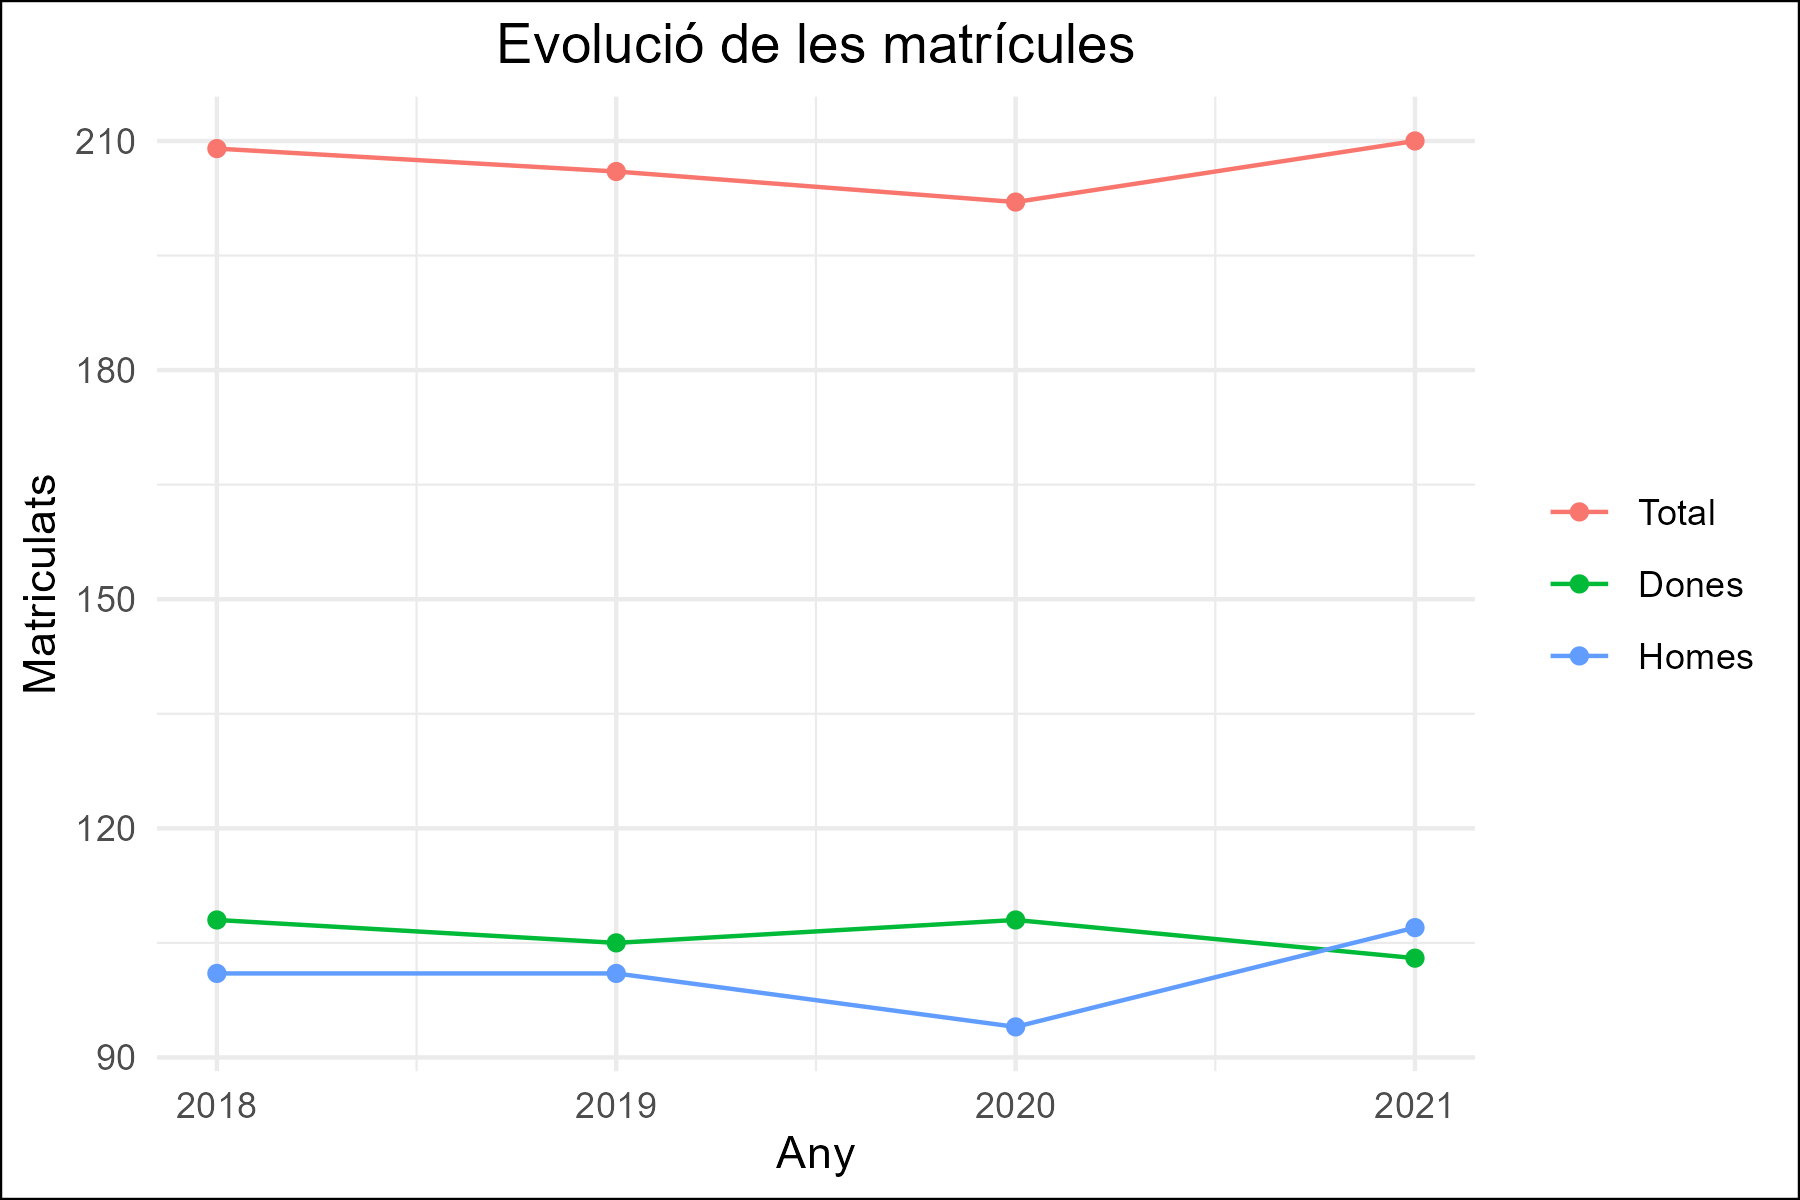 Evolució de les matrícules
Matriculats
210
180
150
120
90
2018 2019 2020 2021
Any
Total
Dones
Homes